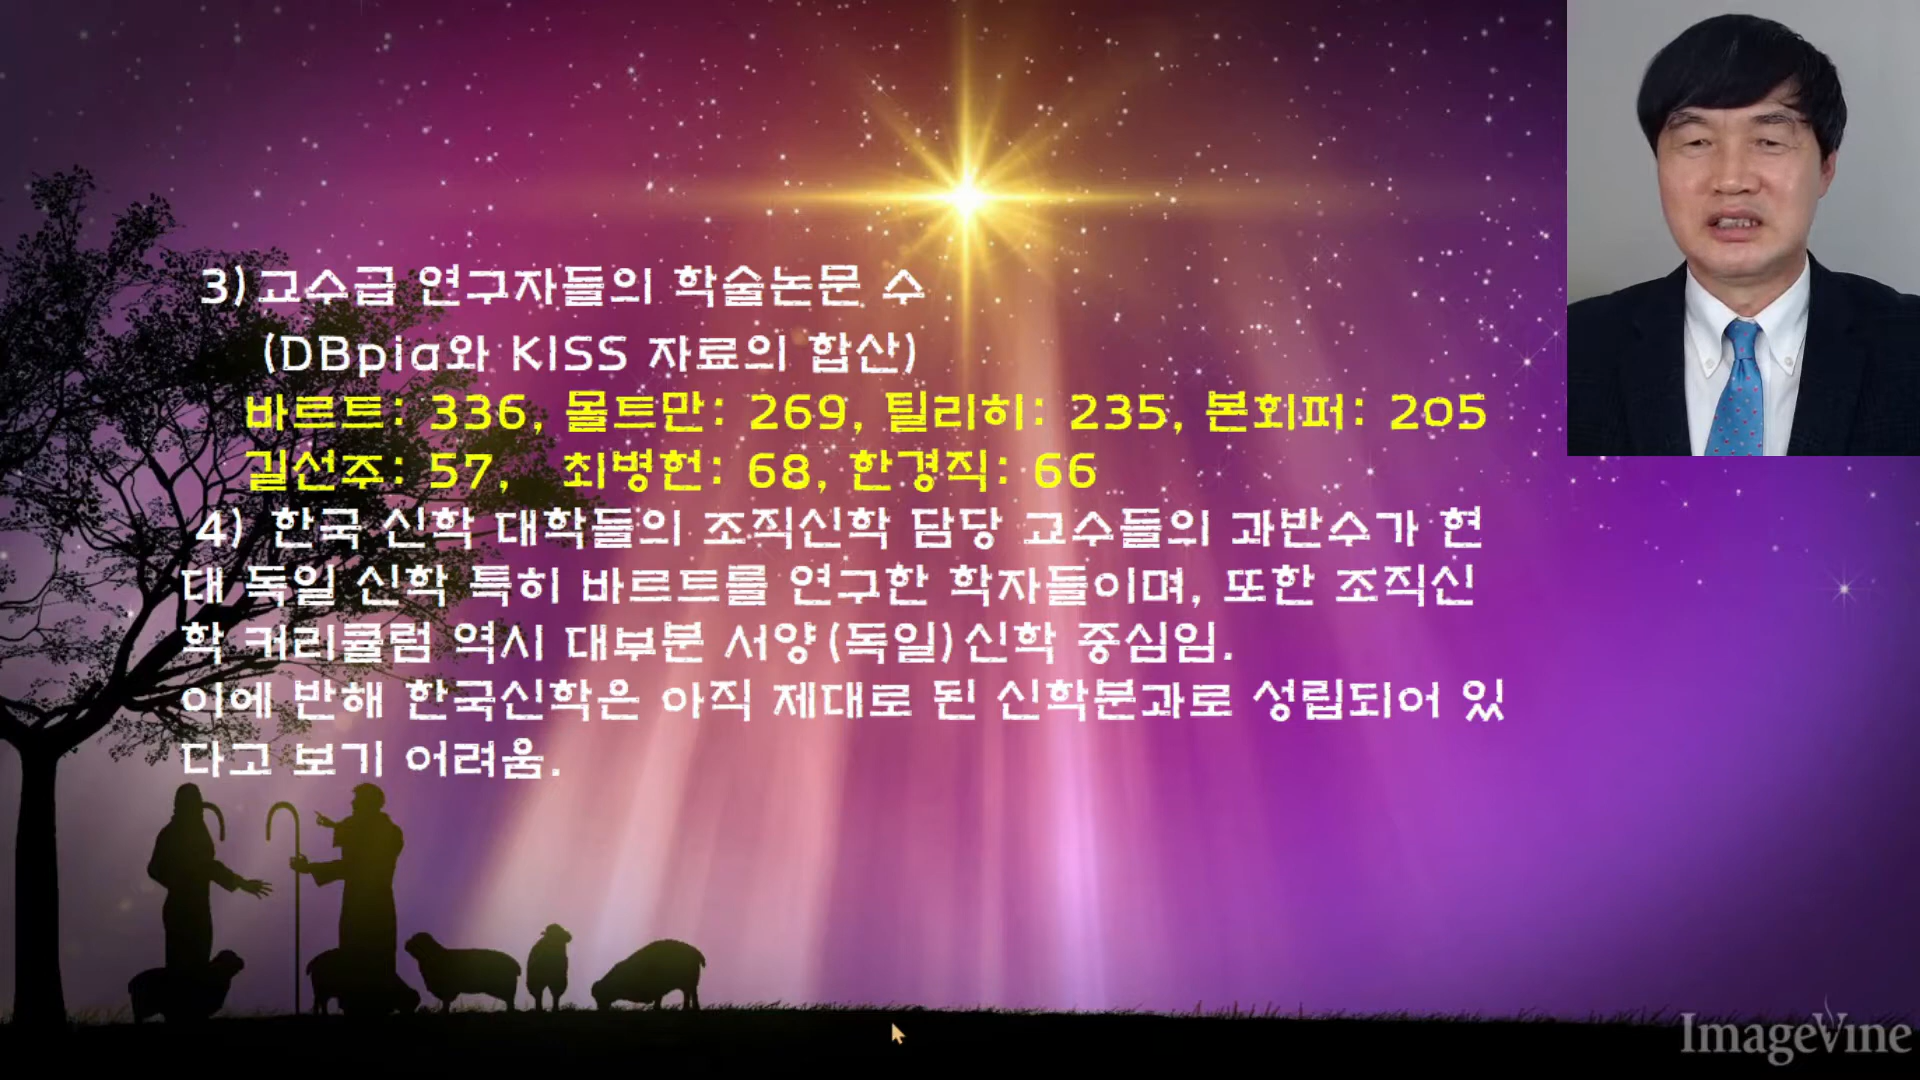 3) 교수급 연구자들의 학술논문 수
(DBpia와 KISS 자료의 합산)
바르트: 336, 몰트만: 269, 틸리히: 235, 본회퍼: 205
길선주: 57, 최병헌: 68, 한경직: 66
4) 한국 신학 대학들의 조직신학 담당 교수들의 과반수가 현
대 독일 신학 특히 바르트를 연구한 학자들이며, 또한 조직신
학 커리큘럼 역시 대부분 서양(독일)신학 중심임.
이에 반해 한국신학은 아직 제대로 된 신학분과로 성립되어 있
다고 보기 어려움.
ImageVine